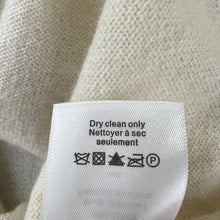 Dry clean only
Nettoyer à sec
seulement
P